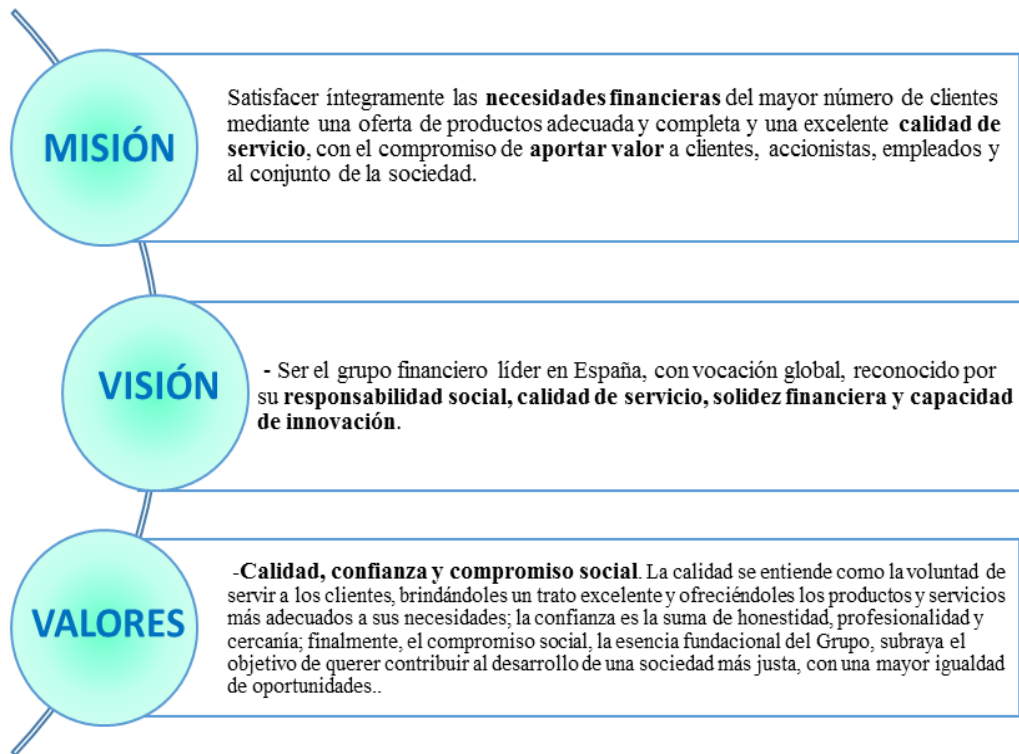 MISIÓN
Satisfacer íntegramente las necesidades financieras del mayor número de clientes
mediante una oferta de productos adecuada y completa y una excelente calidad de
servicio, con el compromiso de aportar valor a clientes, accionistas, empleados y
al conjunto de la sociedad.
VISIÓN
- Ser el grupo financiero líder en España, con vocación global, reconocido por
su responsabilidad social, calidad de servicio, solidez financiera y capacidad
de innovación.
VALORES
-Calidad, confianza y compromiso social. La calidad se entiende como la voluntad de
servir a los clientes, brindándoles un trato excelente y ofreciéndoles los productos y servicios
más adecuados a sus necesidades; la confianza es la suma de honestidad, profesionalidad y
cercanía; finalmente, el compromiso social, la esencia fundacional del Grupo, subraya el
objetivo de querer contribuir al desarrollo de una sociedad más justa, con una mayor igualdad
de oportunidades..